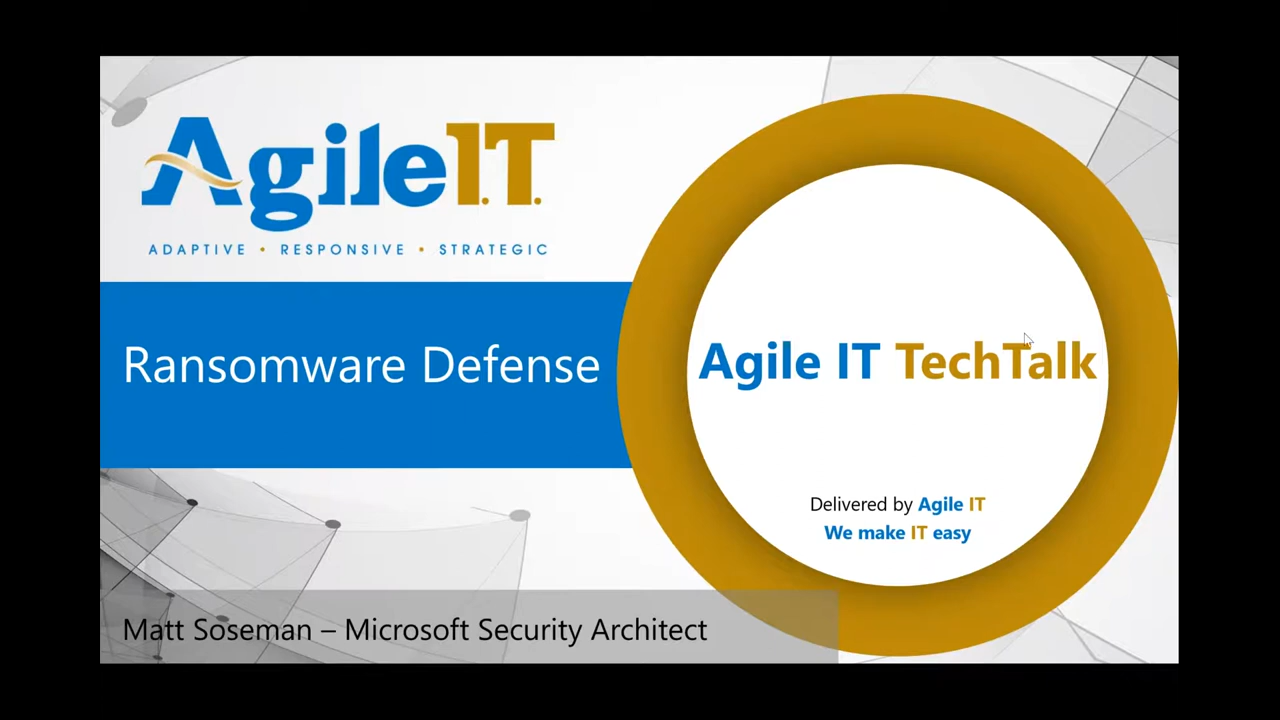 AgileI.T.
ADAPTIVE • RESPONSIVE • STRATEGIC
Ransomware Defense
Agile IT TechTalk
Delivered by Agile IT
We make IT easy
Matt Soseman – Microsoft Security Architect